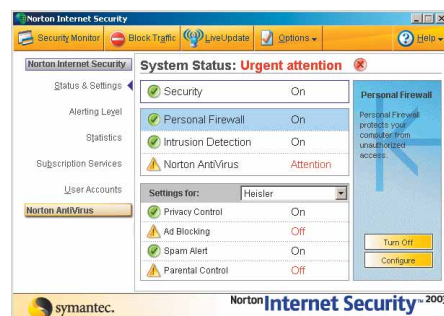 Norton Internet Security
Security Monitor Block Traffic LiveUpdate Options Help
Norton Internet Security
Status & Settings
Alerting Level
Statistics
Subscription Services
User Accounts
Norton AntiVirus
System Status: Urgent attention
Security On
Personal Firewall On
Intrusion Detection On
Norton AntiVirus Attention
Settings for: Heisler
Privacy Control On
Ad Blocking Off
Spam Alert On
Parental Control Off
Personal Firewall
Personal Firewall
protects your
computer from
unauthorized
access.
Turn Off
Configure
symantec.
Norton Internet Security™ 2003